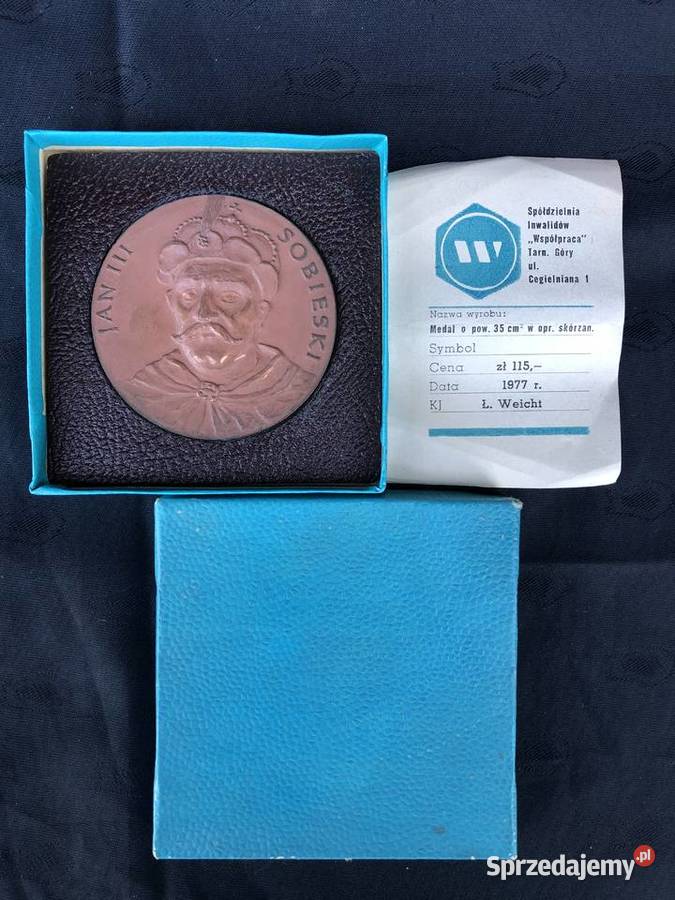 JAN III SOBIESKI
W
Spółdzielnia
Inwalidów
„Współpraca"
Tarn. Góry
ul.
Cegielniana 1
Nazwa wyrobu:
Medal o pow. 35 cm² w opr. skórzan.
Symbol
Cena zł 115,—
Data 1977 r.
KJ Ł. Weicht
Sprzedajemy.pl